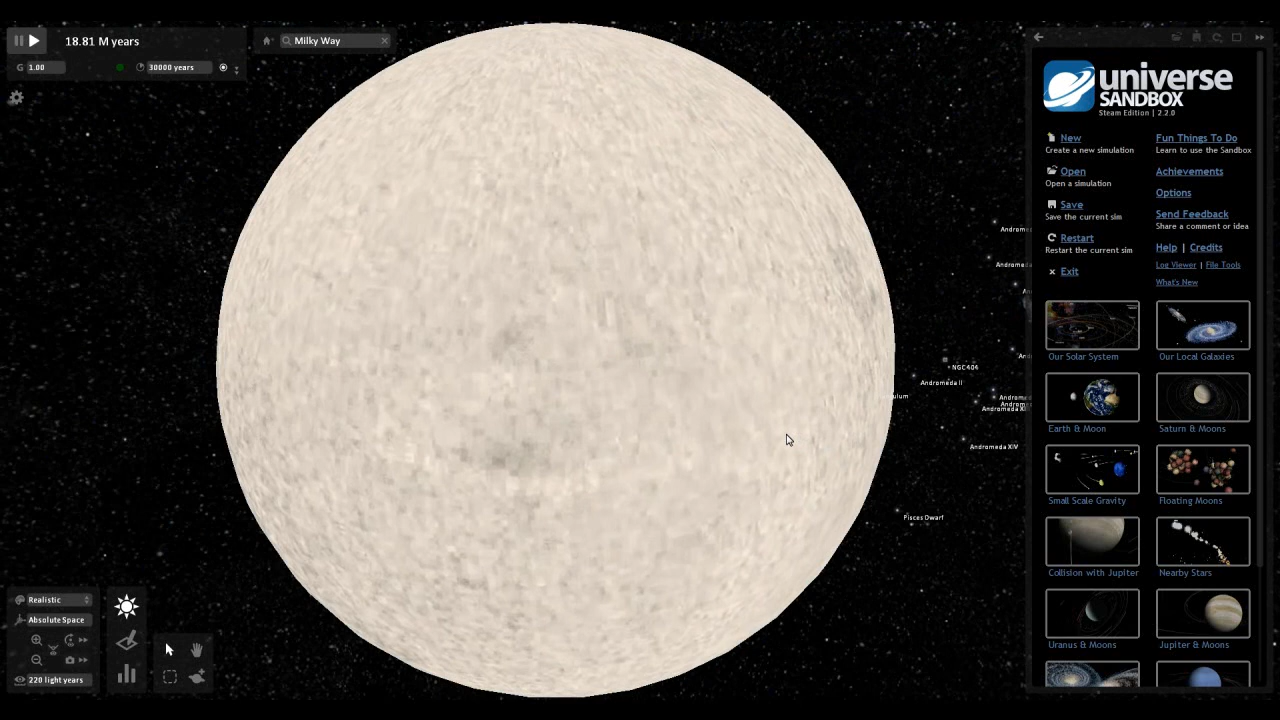 18.81 M years
Milky Way
G 1.00
30000 years
universe
SANDBOX
Steam Edition | 2.2.0
New
Create a new simulation
Open
Open a simulation
Save
Save the current sim
Restart
Restart the current sim
Exit
Fun Things To Do
Learn to use the Sandbox
Achievements
Options
Send Feedback
Share a comment or idea
Help | Credits
Log Viewer | File Tools
What's New
Our Solar System
Our Local Galaxies
Earth & Moon
Saturn & Moons
Small Scale Gravity
Floating Moons
Collision with Jupiter
Nearby Stars
Uranus & Moons
Jupiter & Moons
NGC404
Andromeda II
Andromeda XIV
Pisces Dwarf
Realistic
Absolute Space
220 light years